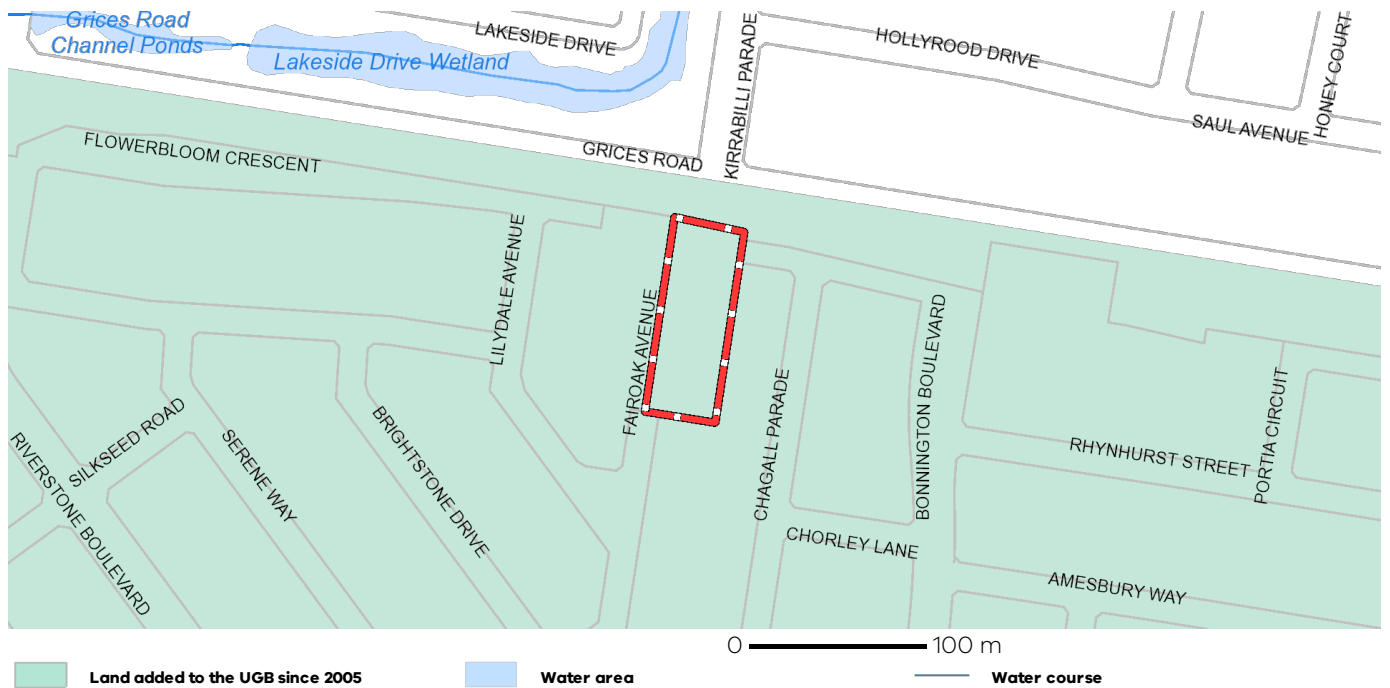 Grices Road
Channel Ponds
LAKESIDE DRIVE
Lakeside Drive Wetland
KIRRABILLI PARADE
HOLLYROOD DRIVE
HONEY COURT
SAUL AVENUE
GRICES ROAD
FLOWERBLOOM CRESCENT
LILYDALE AVENUE
FAIROAK AVENUE
CHAGALL PARADE
BONNINGTON BOULEVARD
PORTIA CIRCUIT
RHYNHURST STREET
SILKSEED ROAD
SERENE WAY
BRIGHTSTONE DRIVE
RIVERSTONE BOULEVARD
CHORLEY LANE
AMESBURY WAY
0 100 m
Land added to the UGB since 2005
Water area
Water course